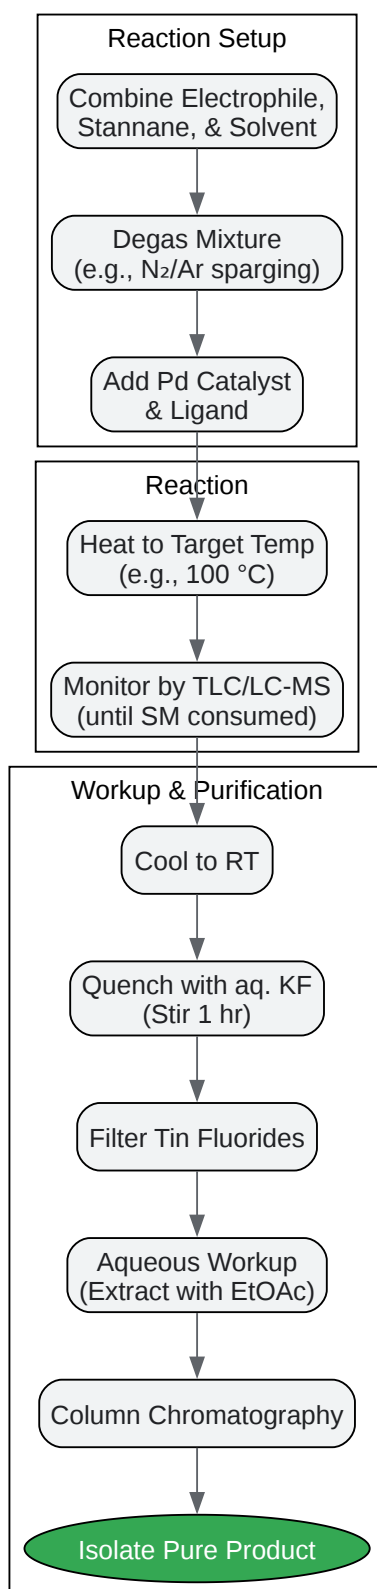 Reaction Setup
Combine Electrophile,
Stannane, & Solvent
Degas Mixture
(e.g., N₂/Ar sparging)
Add Pd Catalyst
& Ligand
Reaction
Heat to Target Temp
(e.g., 100 °C)
Monitor by TLC/LC-MS
(until SM consumed)
Workup & Purification
Cool to RT
Quench with aq. KF
(Stir 1 hr)
Filter Tin Fluorides
Aqueous Workup
(Extract with EtOAc)
Column Chromatography
Isolate Pure Product